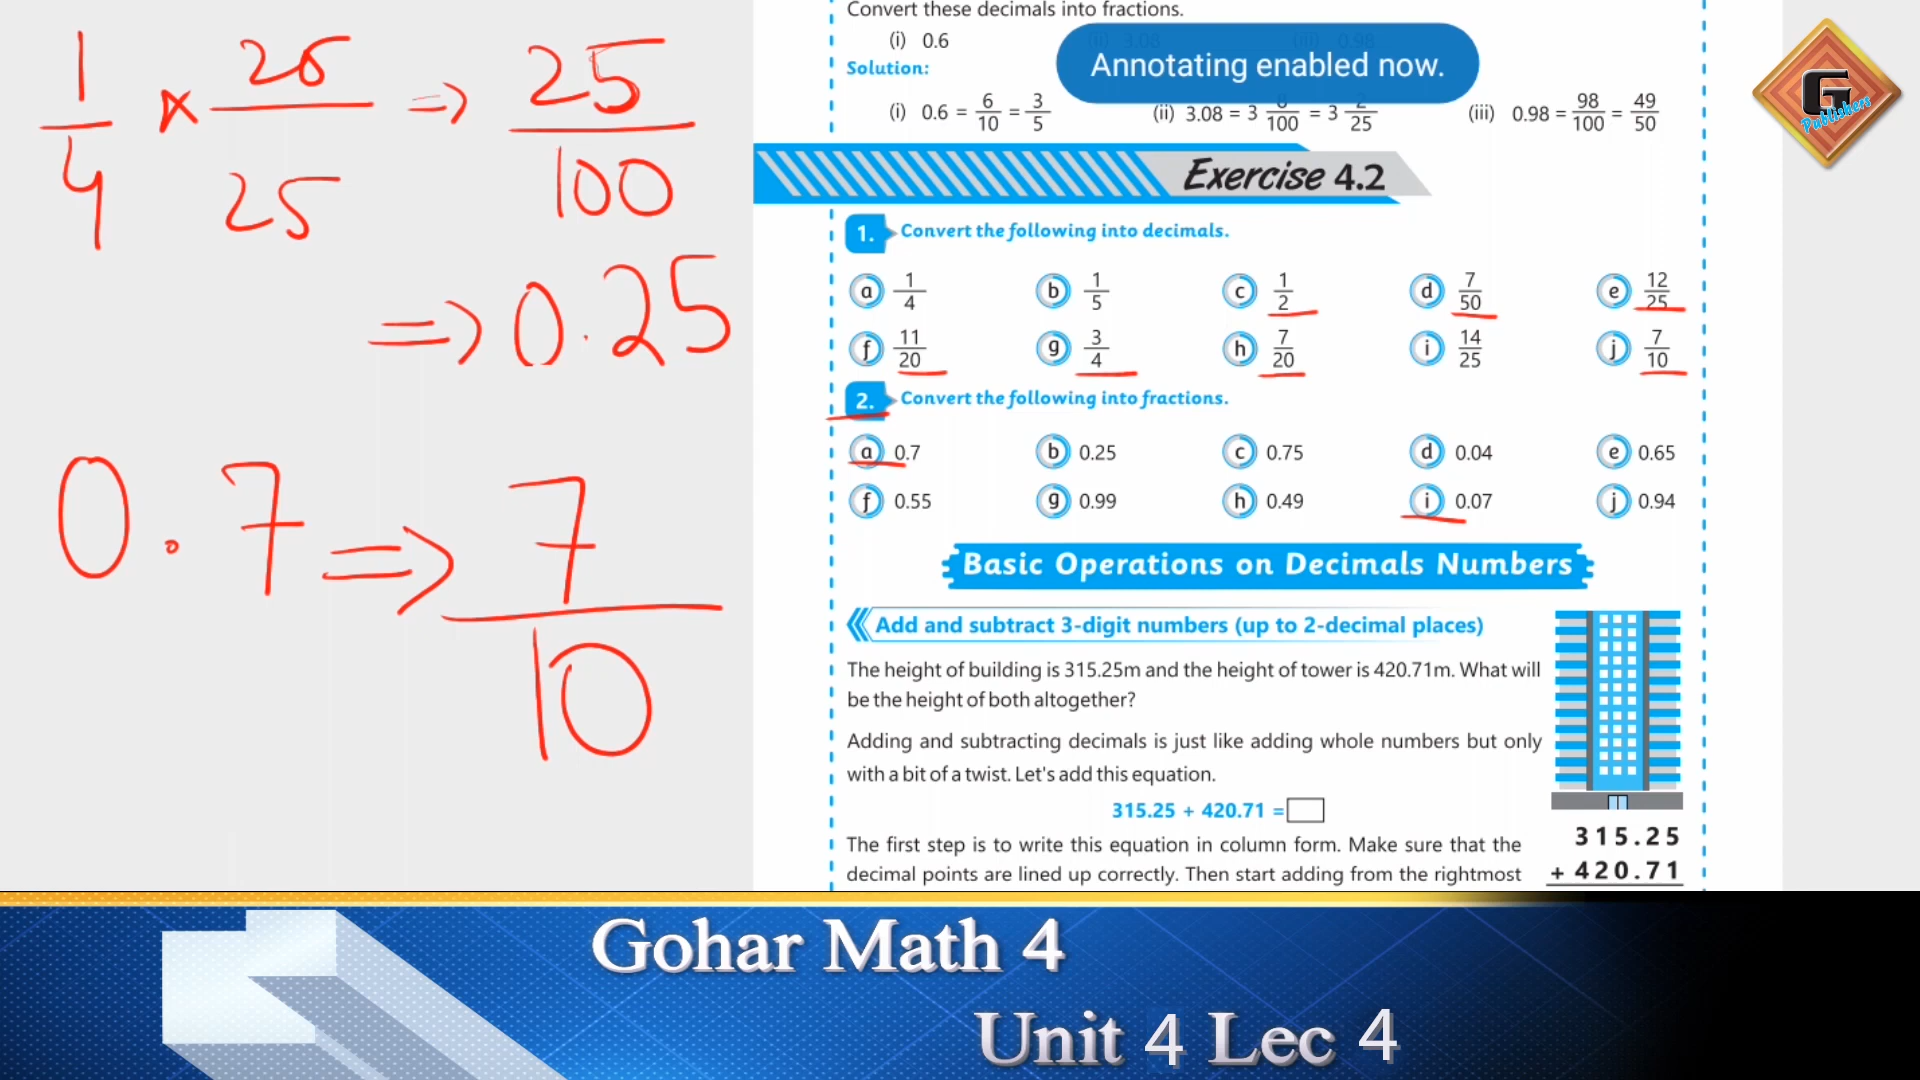 1/4 × 25/25 => 25/100
=> 0.25
0.7 => 7/10
Convert these decimals into fractions.
(i) 0.6 (ii) 3.08 (iii) 0.98
Annotating enabled now.
Solution:
(i) 0.6 = 6/10 = 3/5 (ii) 3.08 = 3 8/100 = 3 2/25 (iii) 0.98 = 98/100 = 49/50
G
Publishers
Exercise 4.2
1. Convert the following into decimals.
a 1/4 b 1/5 c 1/2 d 7/50 e 12/25
f 11/20 g 3/4 h 7/20 i 14/25 j 7/10
2. Convert the following into fractions.
a 0.7 b 0.25 c 0.75 d 0.04 e 0.65
f 0.55 g 0.99 h 0.49 i 0.07 j 0.94
Basic Operations on Decimals Numbers
Add and subtract 3-digit numbers (up to 2-decimal places)
The height of building is 315.25m and the height of tower is 420.71m. What will
be the height of both altogether?
Adding and subtracting decimals is just like adding whole numbers but only
with a bit of a twist. Let's add this equation.
315.25 + 420.71 =
The first step is to write this equation in column form. Make sure that the
decimal points are lined up correctly. Then start adding from the rightmost
315.25
+ 420.71
Gohar Math 4
Unit 4 Lec 4